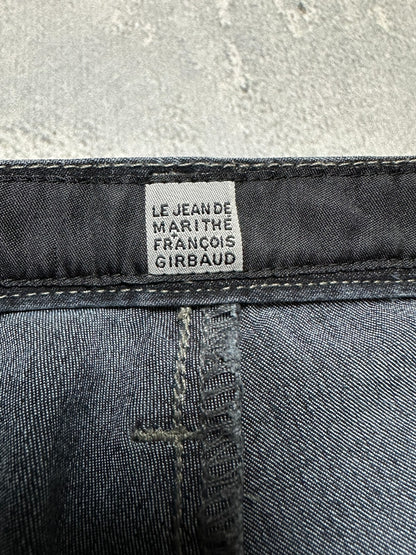 LE JEAN DE
MARITHÉ
+
FRANÇOIS
GIRBAUD